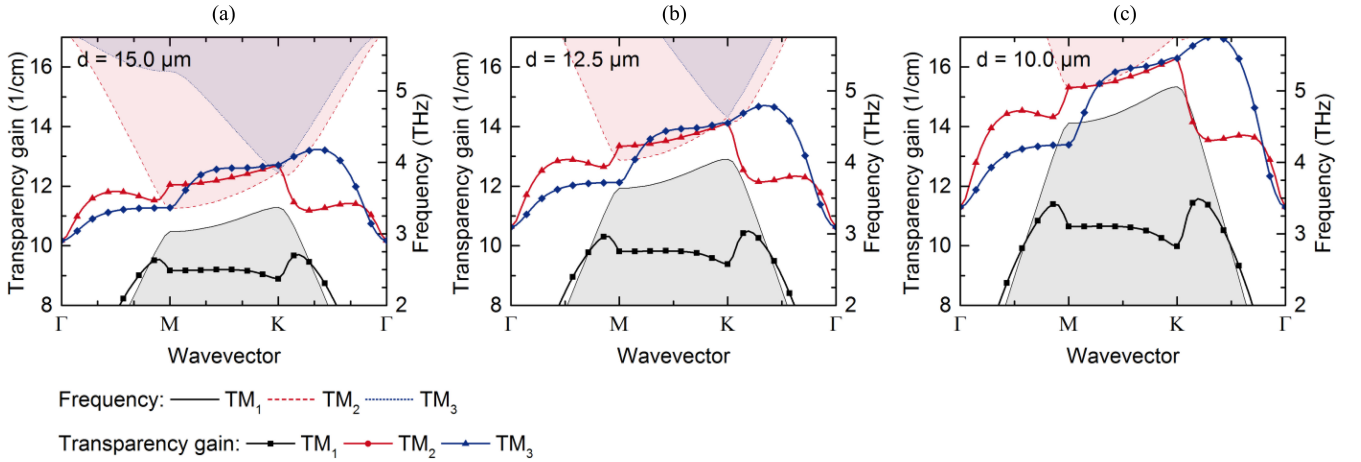 (a) (b) (c)
d = 15.0 μm d = 12.5 μm d = 10.0 μm
Transparency gain (1/cm)
16
14
12
10
8
Frequency (THz)
5
4
3
2
Γ M K Γ
Wavevector
Transparency gain (1/cm)
16
14
12
10
8
Frequency (THz)
5
4
3
2
Γ M K Γ
Wavevector
Transparency gain (1/cm)
16
14
12
10
8
Frequency (THz)
5
4
3
2
Γ M K Γ
Wavevector
Frequency: TM₁ TM₂ TM₃
Transparency gain: TM₁ TM₂ TM₃